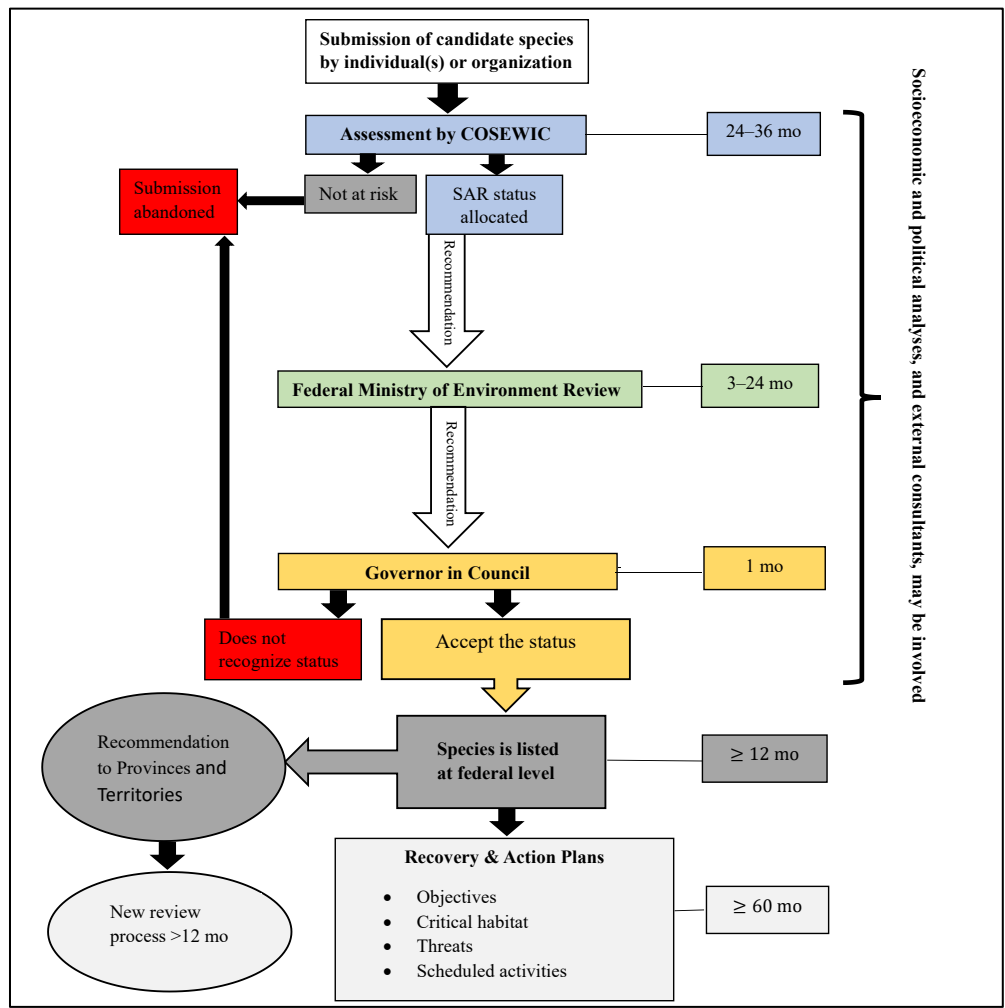 Submission of candidate species
by individual(s) or organization
Assessment by COSEWIC
24–36 mo
Submission
abandoned
Not at risk
SAR status
allocated
Recommendation
Federal Ministry of Environment Review
3–24 mo
Recommendation
Governor in Council
1 mo
Does not
recognize status
Accept the status
Socioeconomic and political analyses, and external consultants, may be involved
Recommendation
to Provinces and
Territories
Species is listed
at federal level
≥ 12 mo
New review
process >12 mo
Recovery & Action Plans
• Objectives
• Critical habitat
• Threats
• Scheduled activities
≥ 60 mo